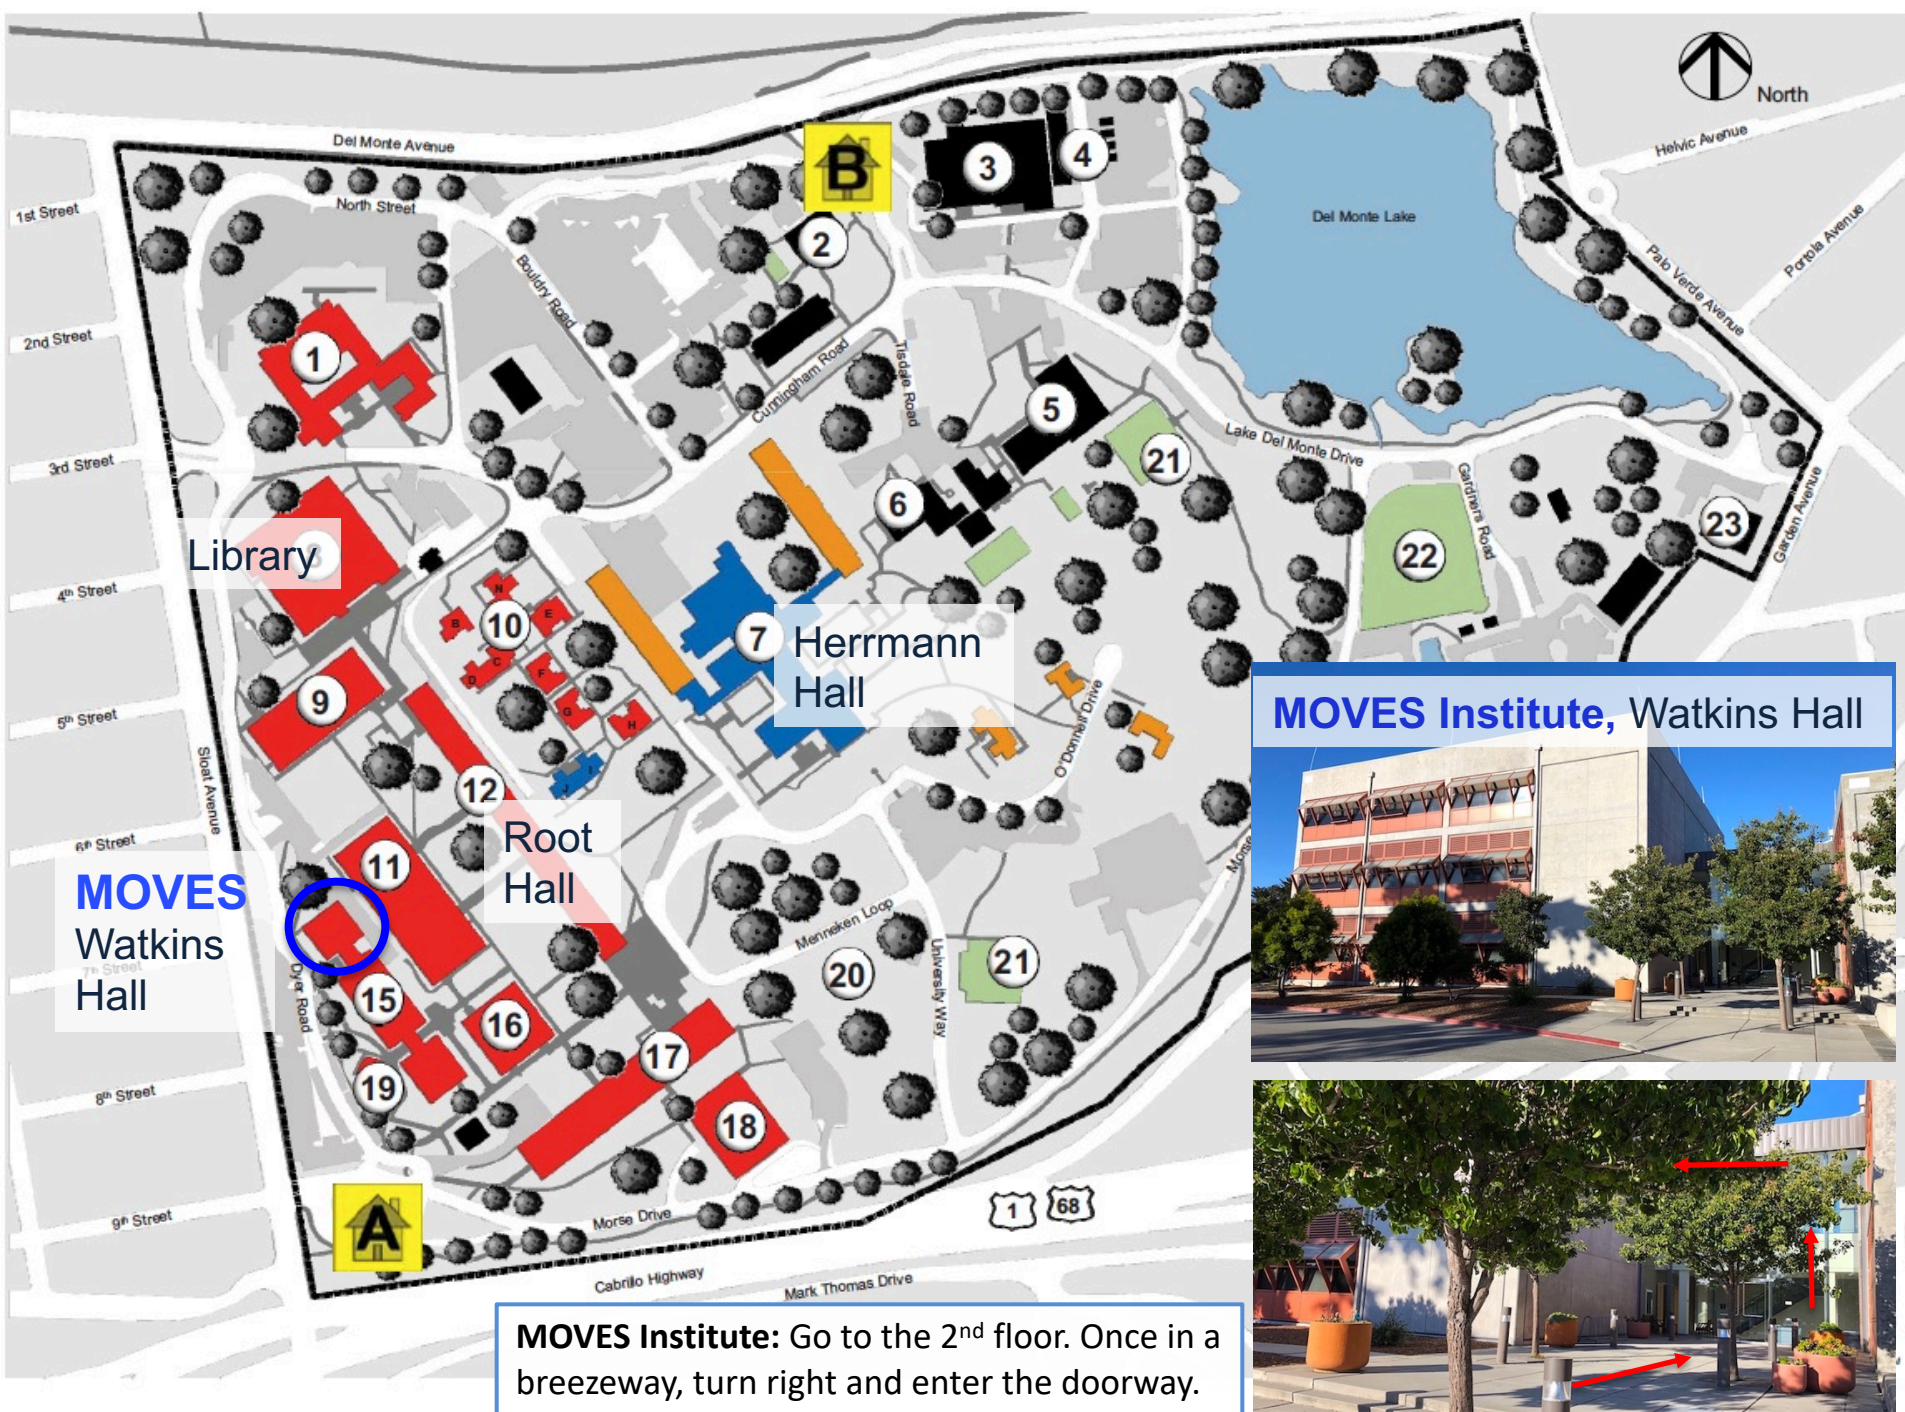 North
Helvic Avenue
Del Monte Avenue
B
3
4
1st Street
North Street
Del Monte Lake
Portola Avenue
2
Palo Verde Avenue
Bouldry Road
2nd Street
1
Cunningham Road
Tisdale Road
5
Lake Del Monte Drive
3rd Street
21
Gardners Road
6
23
Garden Avenue
Library
8
22
4th Street
N
B
10
E
7
Herrmann
Hall
C
D
F
G
H
9
MOVES Institute, Watkins Hall
5th Street
O'Donnell Drive
Sloat Avenue
12
I
J
6th Street
Root
Hall
11
Morse
MOVES
Watkins
Hall
Menneken Loop
7th Street
Dyer Road
15
20
21
University Way
16
17
19
8th Street
18
A
9th Street
Morse Drive
1
68
Cabrillo Highway
Mark Thomas Drive
MOVES Institute: Go to the 2nd floor. Once in a
breezeway, turn right and enter the doorway.